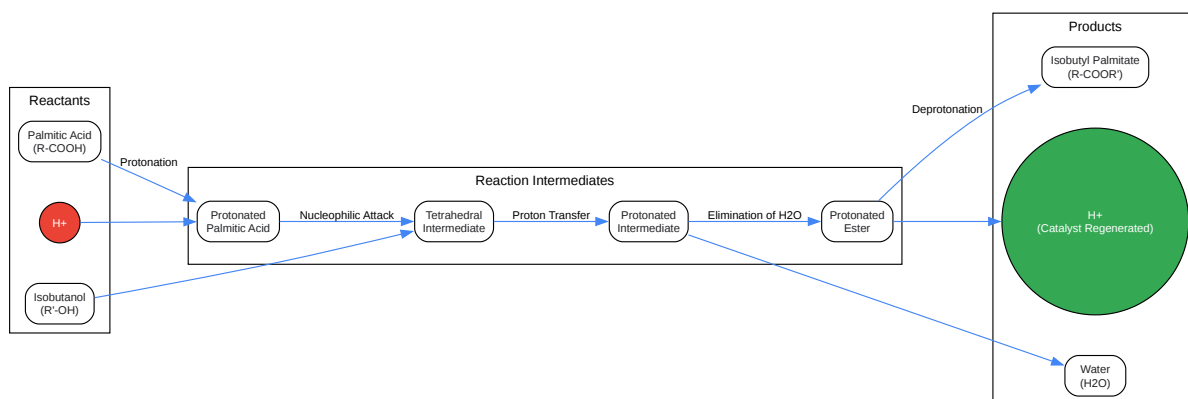 Reactants
Palmitic Acid
(R-COOH)
H+
Isobutanol
(R'-OH)
Protonation
Reaction Intermediates
Protonated
Palmitic Acid
Nucleophilic Attack
Tetrahedral
Intermediate
Proton Transfer
Protonated
Intermediate
Elimination of H2O
Protonated
Ester
Deprotonation
Products
Isobutyl Palmitate
(R-COOR')
H+
(Catalyst Regenerated)
Water
(H2O)